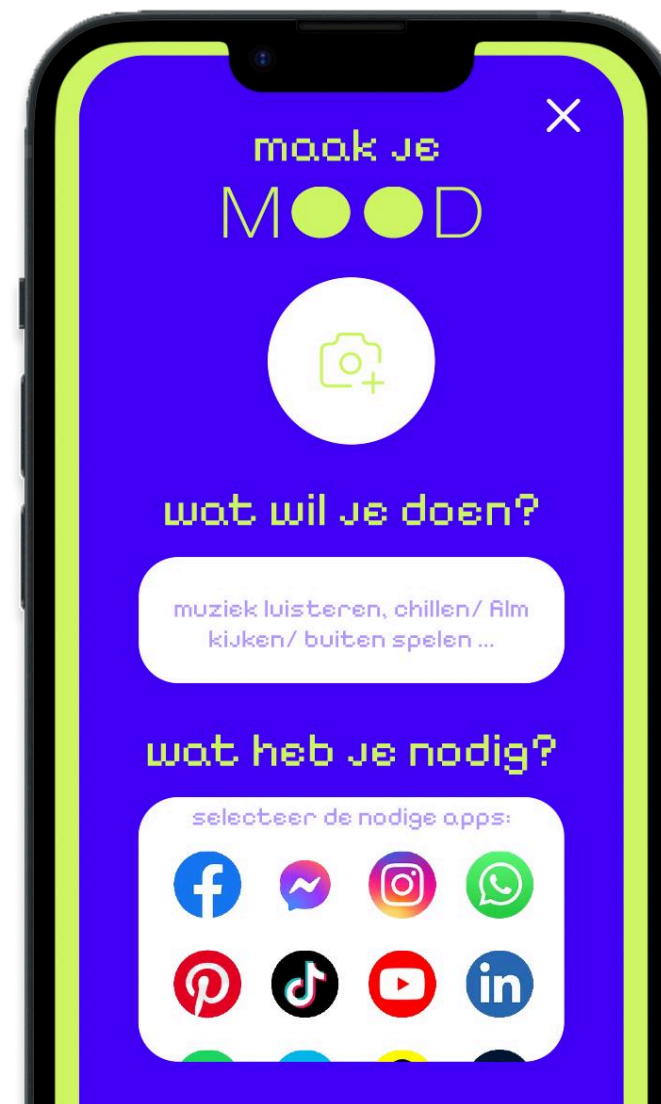 maak je
MOOD
wat wil je doen?
muziek luisteren, chillen/ film
kijken/ buiten spelen ...
wat heb je nodig?
selecteer de nodige apps:
in